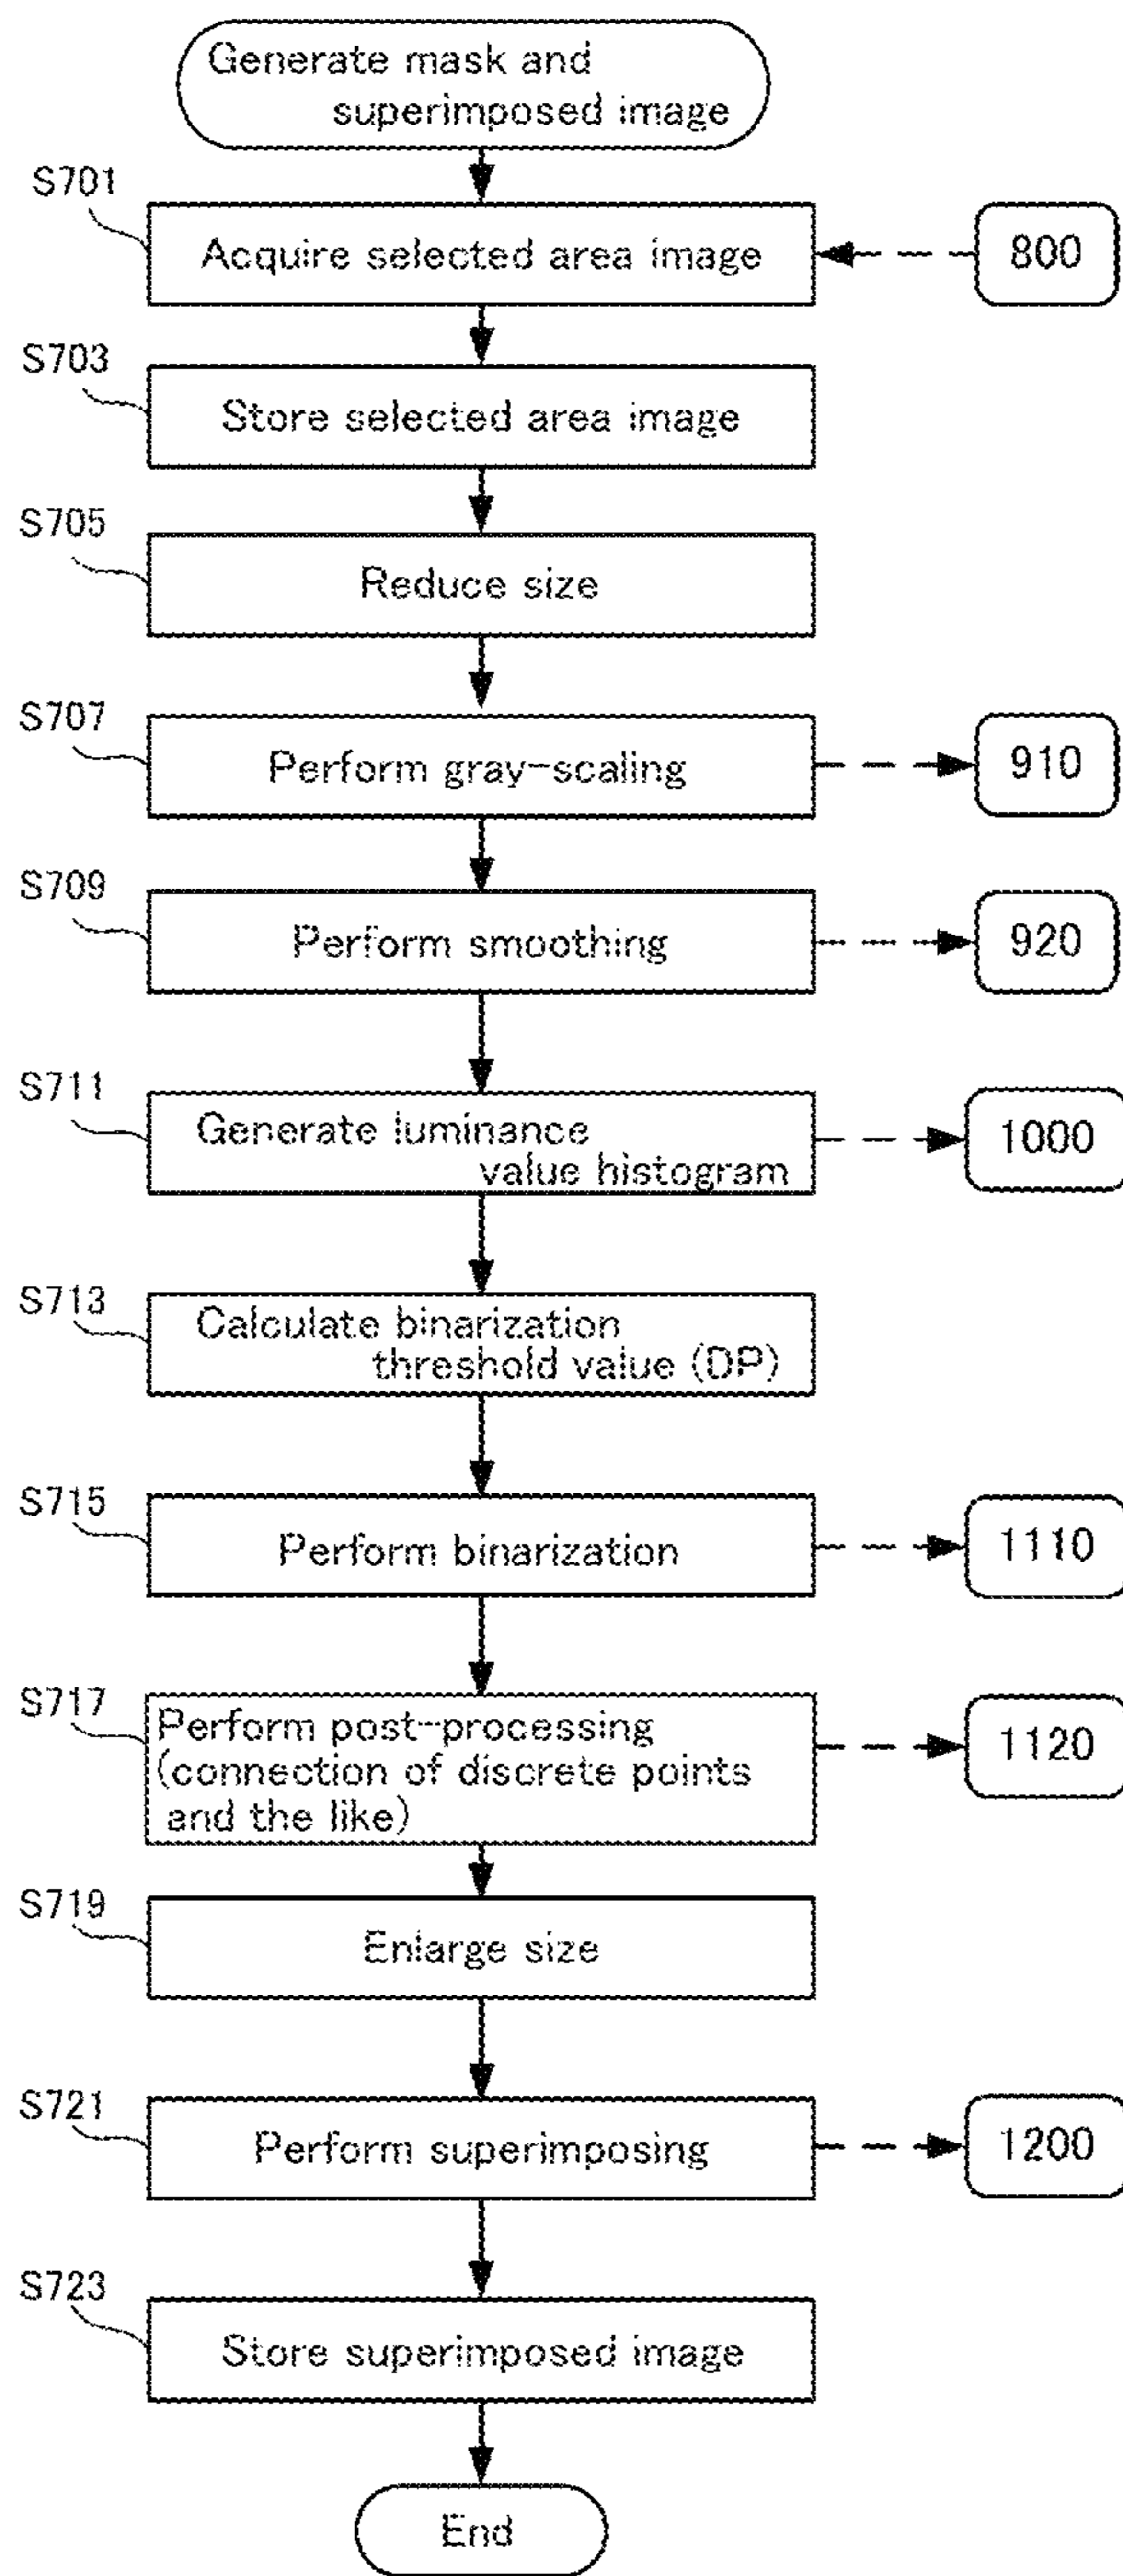 Generate mask and
superimposed image
S701
Acquire selected area image
800
S703
Store selected area image
S705
Reduce size
S707
Perform gray-scaling
910
S709
Perform smoothing
920
S711
Generate luminance
value histogram
1000
S713
Calculate binarization
threshold value (DP)
S715
Perform binarization
1110
S717
Perform post-processing
(connection of discrete points
and the like)
1120
S719
Enlarge size
S721
Perform superimposing
1200
S723
Store superimposed image
End